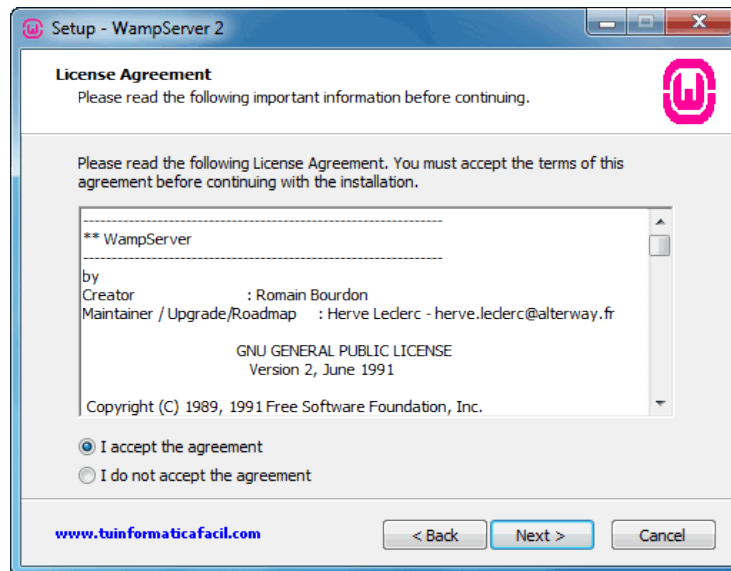 Setup - WampServer 2
License Agreement
Please read the following important information before continuing.
Please read the following License Agreement. You must accept the terms of this
agreement before continuing with the installation.
---------------------------------------------------------------
** WampServer
---------------------------------------------------------------
by
Creator : Romain Bourdon
Maintainer / Upgrade/Roadmap : Herve Leclerc - herve.leclerc@alterway.fr
GNU GENERAL PUBLIC LICENSE
Version 2, June 1991
Copyright (C) 1989, 1991 Free Software Foundation, Inc.
I accept the agreement
I do not accept the agreement
www.tuinformaticafacil.com
< Back Next > Cancel